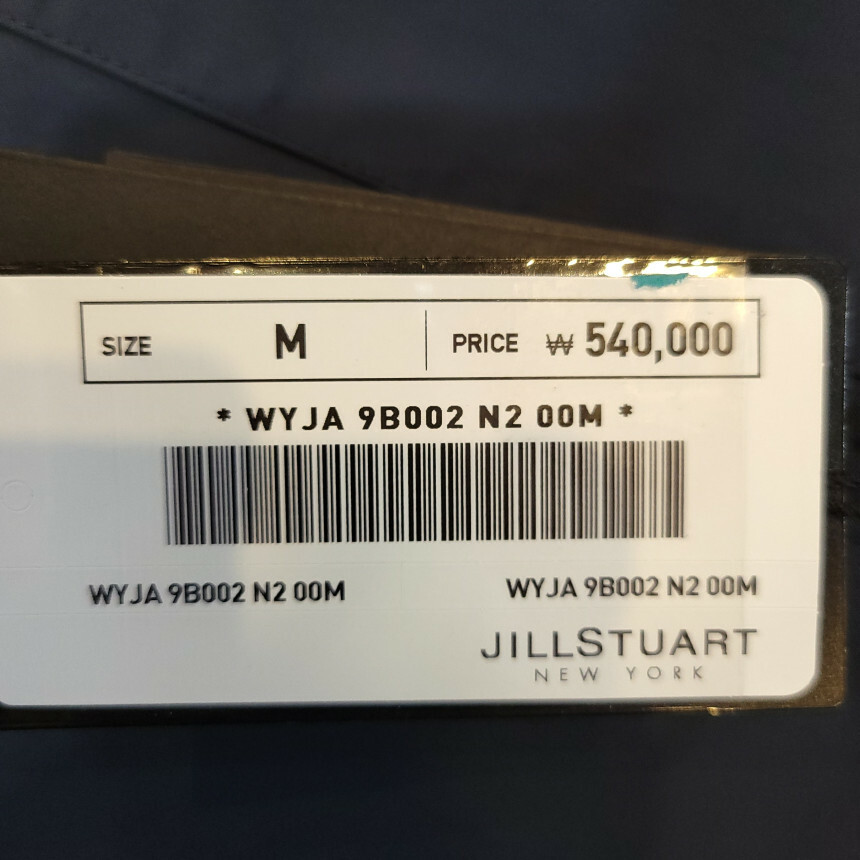 SIZE M PRICE ₩ 540,000
* WYJA 9B002 N2 00M *
WYJA 9B002 N2 00M WYJA 9B002 N2 00M
JILLSTUART
NEW YORK